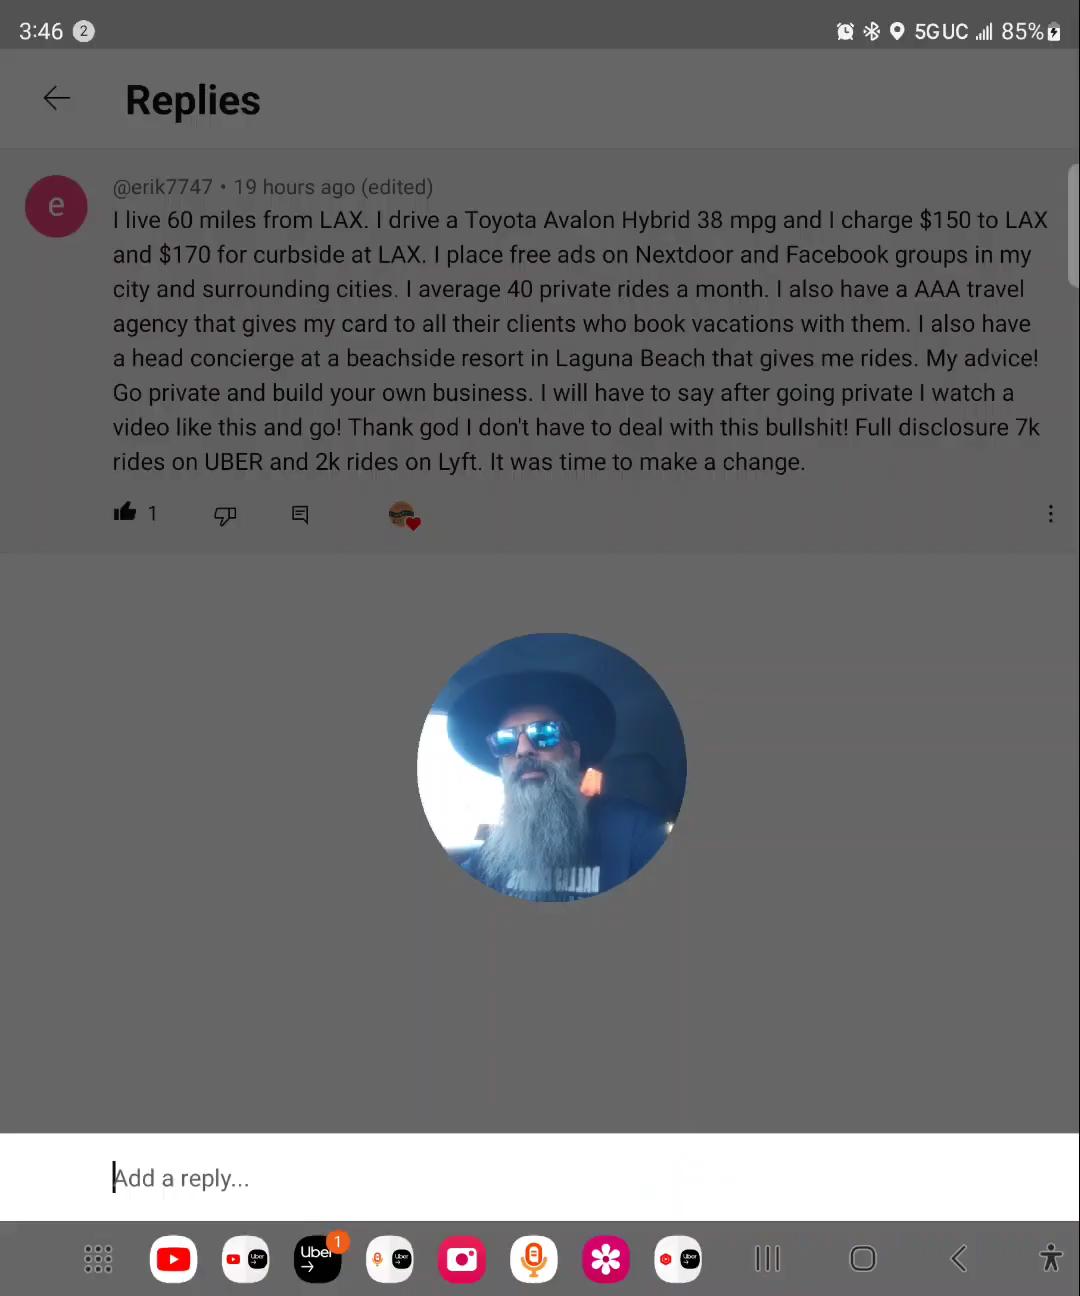 3:46 2 5G UC 85%
Replies
e
@erik7747 • 19 hours ago (edited)
I live 60 miles from LAX. I drive a Toyota Avalon Hybrid 38 mpg and I charge $150 to LAX
and $170 for curbside at LAX. I place free ads on Nextdoor and Facebook groups in my
city and surrounding cities. I average 40 private rides a month. I also have a AAA travel
agency that gives my card to all their clients who book vacations with them. I also have
a head concierge at a beachside resort in Laguna Beach that gives me rides. My advice!
Go private and build your own business. I will have to say after going private I watch a
video like this and go! Thank god I don't have to deal with this bullshit! Full disclosure 7k
rides on UBER and 2k rides on Lyft. It was time to make a change.
1
Add a reply...
Uber Uber 1 Uber Uber